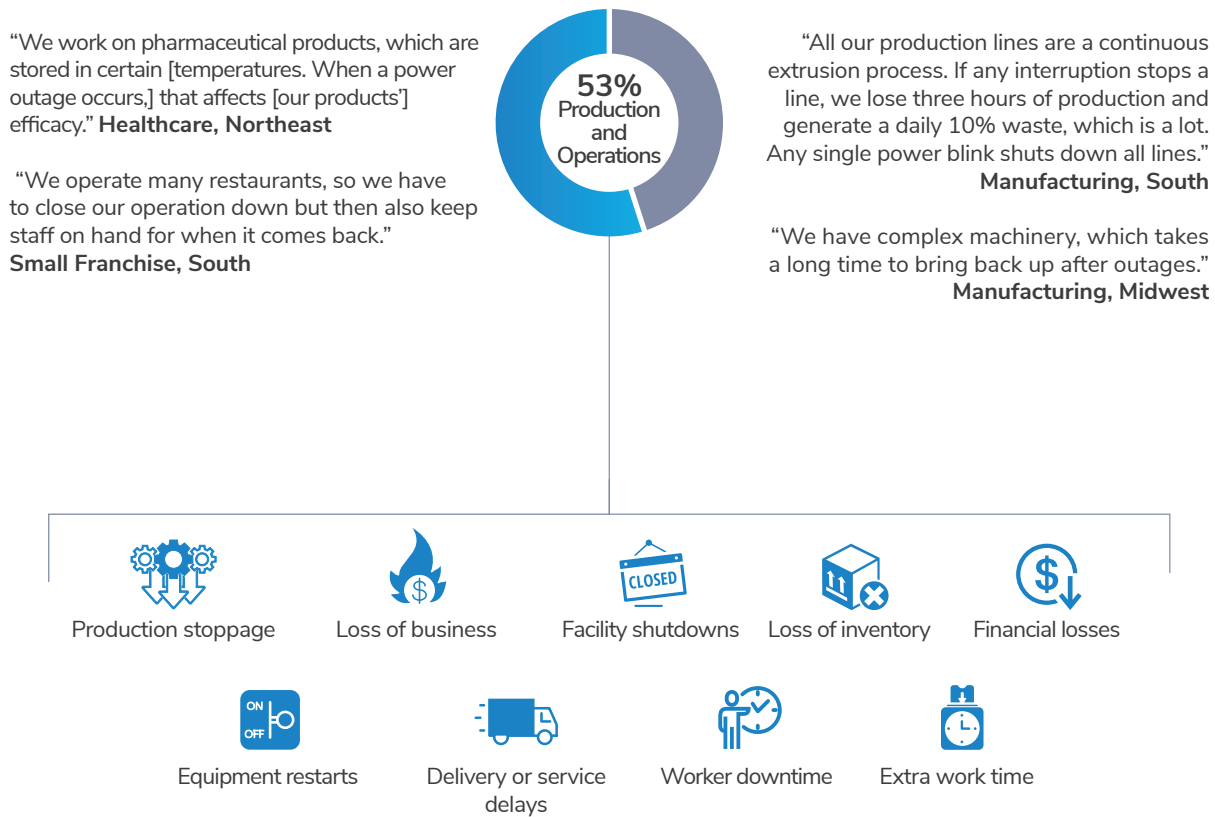 “We work on pharmaceutical products, which are
stored in certain [temperatures. When a power
outage occurs,] that affects [our products’]
efficacy.” Healthcare, Northeast
“We operate many restaurants, so we have
to close our operation down but then also keep
staff on hand for when it comes back.”
Small Franchise, South
53%
Production
and
Operations
“All our production lines are a continuous
extrusion process. If any interruption stops a
line, we lose three hours of production and
generate a daily 10% waste, which is a lot.
Any single power blink shuts down all lines.”
Manufacturing, South
“We have complex machinery, which takes
a long time to bring back up after outages.”
Manufacturing, Midwest
$
CLOSED
$
Production stoppage
Loss of business
Facility shutdowns
Loss of inventory
Financial losses
ON
OFF
Equipment restarts
Delivery or service
delays
Worker downtime
Extra work time